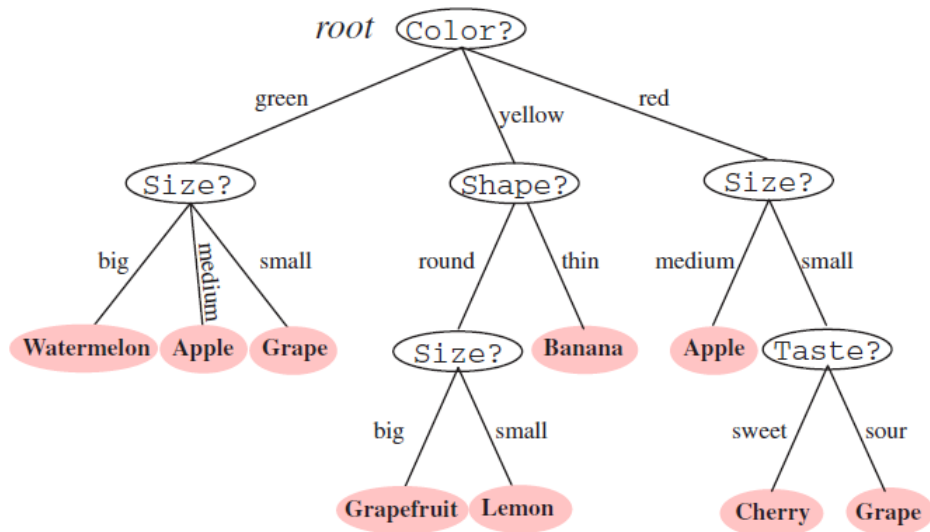 root Color?
green yellow red
Size? Shape? Size?
big medium small round thin medium small
Watermelon Apple Grape Size? Banana Apple Taste?
big small sweet sour
Grapefruit Lemon Cherry Grape